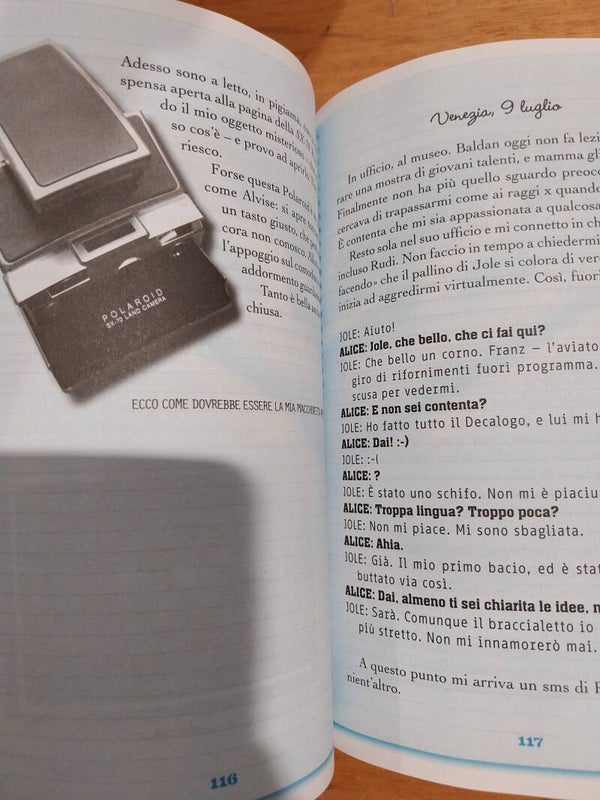 Adesso sono a letto, in pigiama, con
spensa aperta alla pagina della SX-70
do il mio oggetto misterioso
so cos'è – e provo ad aprirlo
riesco.
Forse questa Polaroid è
come Alvise: si apre
un tasto giusto, che
cora non conosco.
l'appoggio sul comodino
addormento guardando
Tanto è bella anche
chiusa.
POLAROID
SX-70 LAND CAMERA
ECCO COME DOVREBBE ESSERE LA MIA MACCHINETTA
116
Venezia, 9 luglio
In ufficio, al museo. Baldan oggi non fa lezi
rare una mostra di giovani talenti, e mamma gli
Finalmente non ha più quello sguardo preocc
cercava di trapassarmi come ai raggi x quando
È contenta che mi sia appassionata a qualcosa
Resto sola nel suo ufficio e mi connetto in ch
incluso Rudi. Non faccio in tempo a chiedermi
facendo» che il pallino di Jole si colora di ver
inizia ad aggredirmi virtualmente. Così, fuori
JOLE: Aiuto!
ALICE: Jole, che bello, che ci fai qui?
JOLE: Che bello un corno. Franz – l'aviato
giro di rifornimenti fuori programma.
scusa per vedermi.
ALICE: E non sei contenta?
JOLE: Ho fatto tutto il Decalogo, e lui mi h
ALICE: Dai! :-)
JOLE: :-(
ALICE: ?
JOLE: È stato uno schifo. Non mi è piaciu
ALICE: Troppa lingua? Troppo poca?
JOLE: Non mi piace. Mi sono sbagliata.
ALICE: Ahia.
JOLE: Già. Il mio primo bacio, ed è stat
buttato via così.
ALICE: Dai, almeno ti sei chiarita le idee, n
JOLE: Sarà. Comunque il braccialetto io
più stretto. Non mi innamorerò mai.
A questo punto mi arriva un sms di
nient'altro.
117